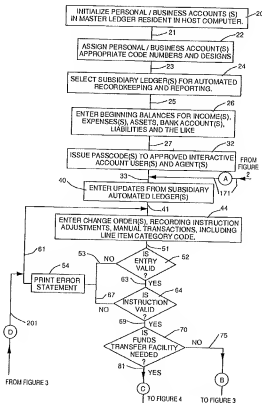 INITIALIZE PERSONAL / BUSINESS ACCOUNTS (S)
IN MASTER LEDGER RESIDENT IN HOST COMPUTER.
20
21
22
ASSIGN PERSONAL / BUSINESS ACCOUNT(S)
APPROPRIATE CODE NUMBERS AND DESIGNS
23
24
SELECT SUBSIDIARY LEDGER(S) FOR AUTOMATED
RECORDKEEPING AND REPORTING.
25
26
ENTER BEGINNING BALANCES FOR INCOME(S),
EXPENSES(S), ASSETS, BANK ACCOUNT(S),
LIABILITIES AND THE LIKE
27
32
ISSUE PASSCODE(S) TO APPROVED INTERACTIVE
ACCOUNT USER(S) AND AGENT(S)
FROM
FIGURE
2
33
A
171
40
ENTER UPDATES FROM SUBSIDIARY
AUTOMATED LEDGER(S)
41
44
ENTER CHANGE ORDER(S), RECORDING INSTRUCTION
ADJUSTMENTS, MANUAL TRANSACTIONS, INCLUDING
LINE ITEM CATEGORY CODE.
61
51
53
NO
IS
ENTRY
VALID
?
52
54
PRINT ERROR
STATEMENT
63
YES
64
67
NO
IS
INSTRUCTION
VALID
?
69
YES
70
IS
FUNDS
TRANSFER FACILITY
NEEDED
?
NO
75
D
201
81
YES
FROM FIGURE 3
C
TO FIGURE 4
B
TO FIGURE 3